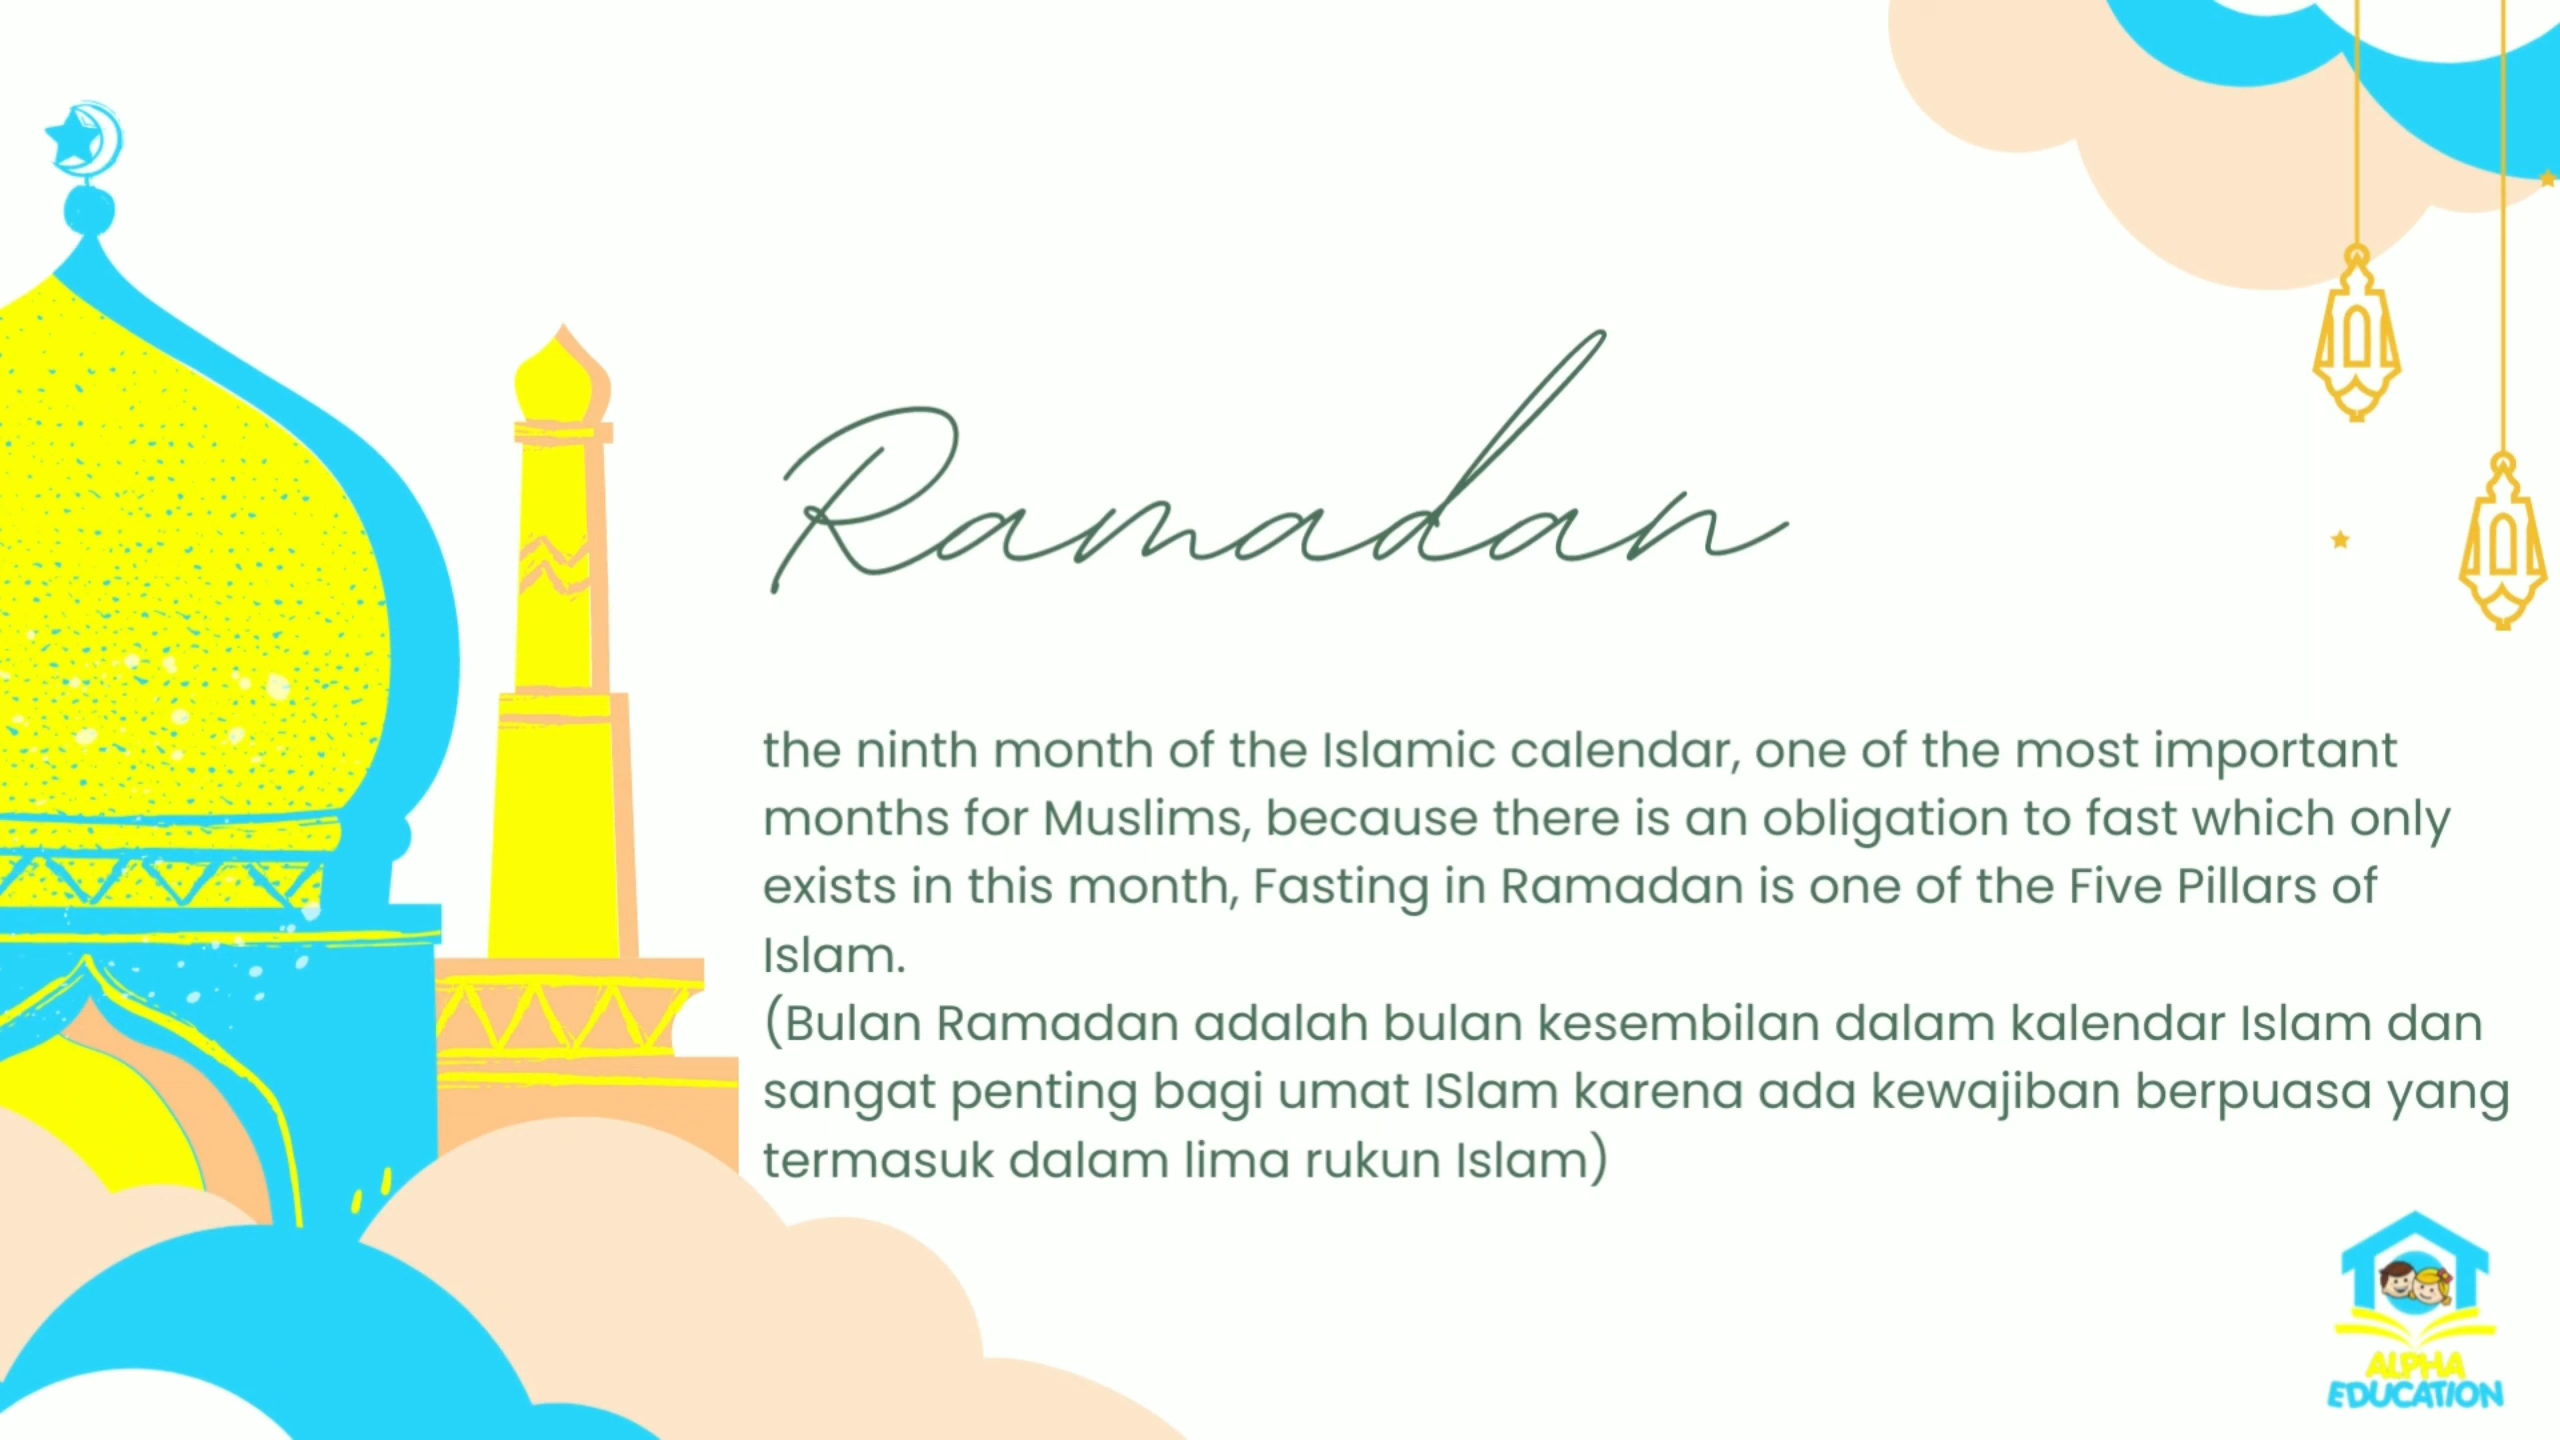 Ramadan
the ninth month of the Islamic calendar, one of the most important
months for Muslims, because there is an obligation to fast which only
exists in this month, Fasting in Ramadan is one of the Five Pillars of
Islam.
(Bulan Ramadan adalah bulan kesembilan dalam kalendar Islam dan
sangat penting bagi umat ISlam karena ada kewajiban berpuasa yang
termasuk dalam lima rukun Islam)
ALPHA
EDUCATION